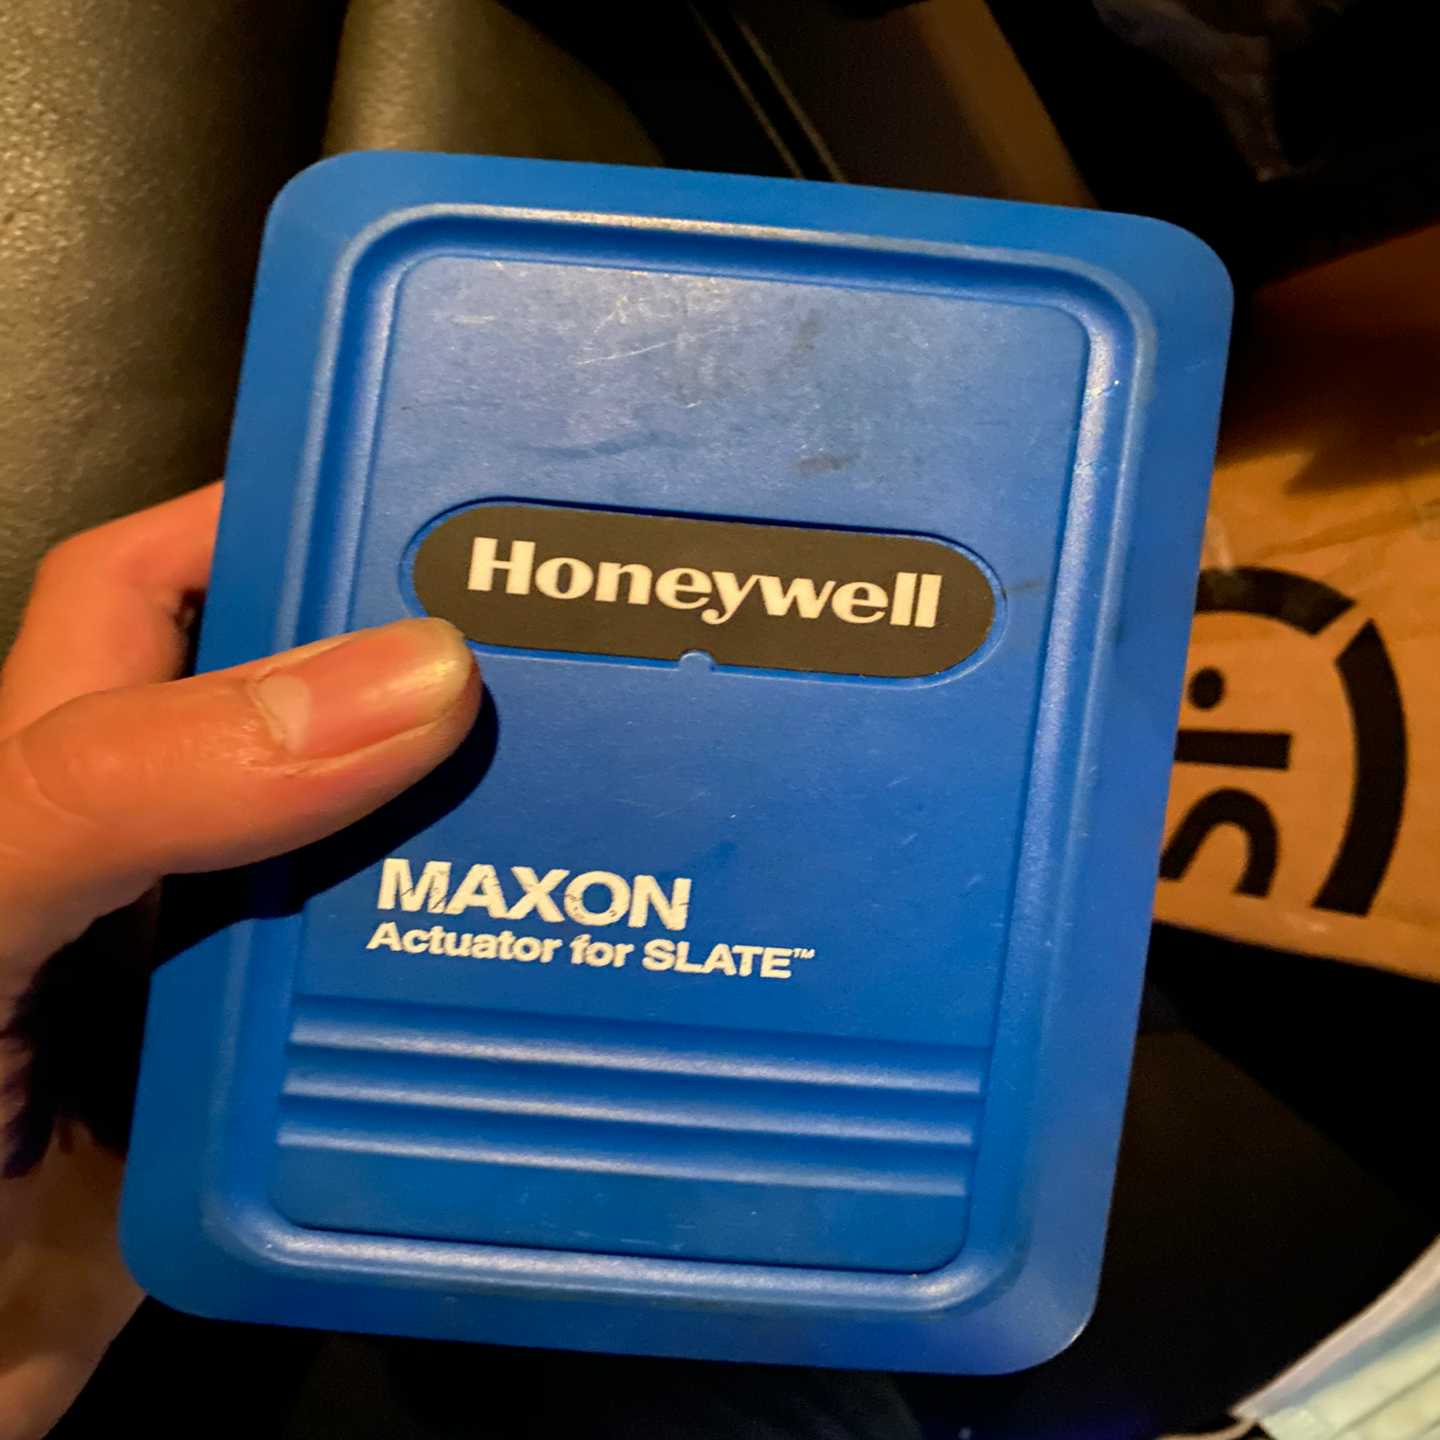 Honeywell
MAXON
Actuator for SLATE™